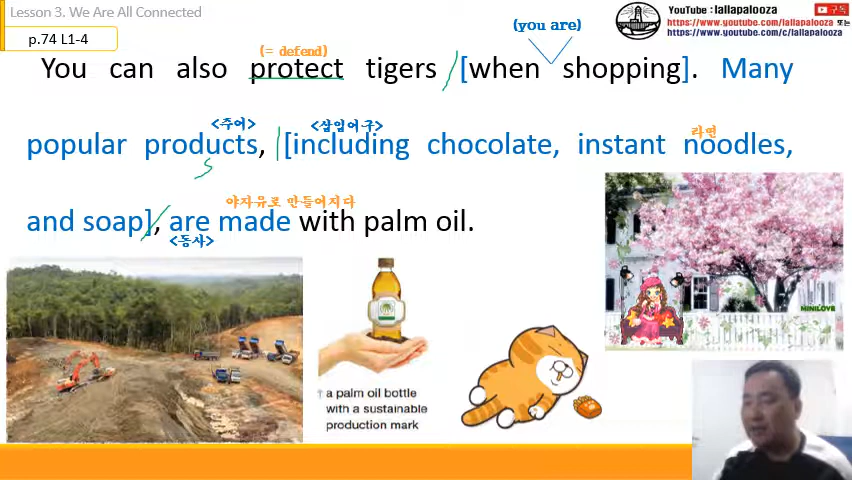 Lesson 3. We Are All Connected
YouTube : lallapalooza 구독
https://www.youtube.com/lallapalooza 또는
https://www.youtube.com/c/lallapalooza
p.74 L1-4
(you are)
(= defend)
You can also protect tigers / [when shopping]. Many
<주어> <삽입어구> 라면
popular products, [including chocolate, instant noodles,
S
야자유로 만들어지다
and soap], are made with palm oil.
<동사>
MINILOVE
↑ a palm oil bottle
with a sustainable
production mark